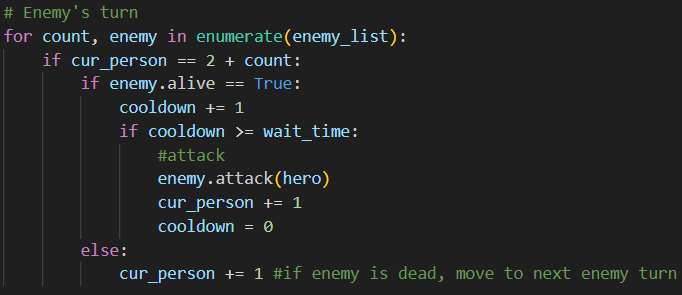 # Enemy's turn
for count, enemy in enumerate(enemy_list):
    if cur_person == 2 + count:
        if enemy.alive == True:
            cooldown += 1
            if cooldown >= wait_time:
                #attack
                enemy.attack(hero)
                cur_person += 1
                cooldown = 0
        else:
            cur_person += 1 #if enemy is dead, move to next enemy turn